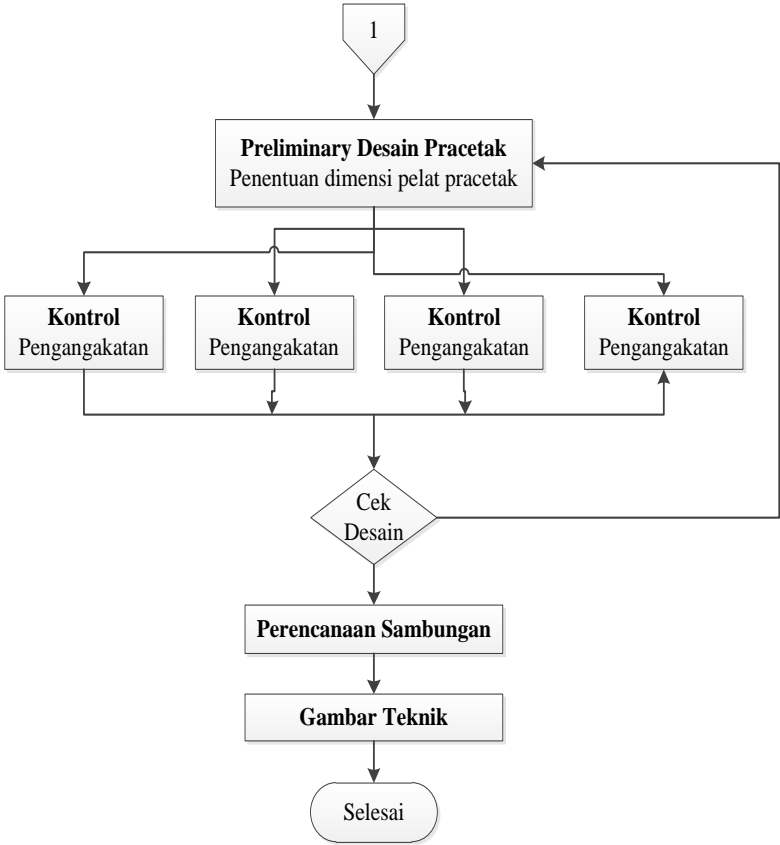 1
Preliminary Desain Pracetak
Penentuan dimensi pelat pracetak
Kontrol
Pengangakatan
Kontrol
Pengangakatan
Kontrol
Pengangakatan
Kontrol
Pengangakatan
Cek
Desain
Perencanaan Sambungan
Gambar Teknik
Selesai